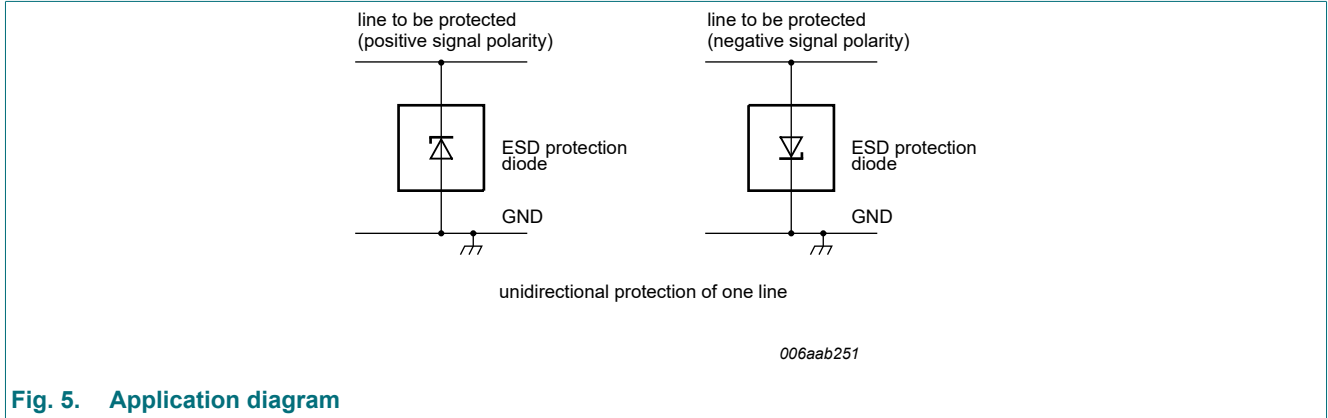 line to be protected
(positive signal polarity)
ESD protection
diode
GND
line to be protected
(negative signal polarity)
ESD protection
diode
GND
unidirectional protection of one line
006aab251
Fig. 5. Application diagram